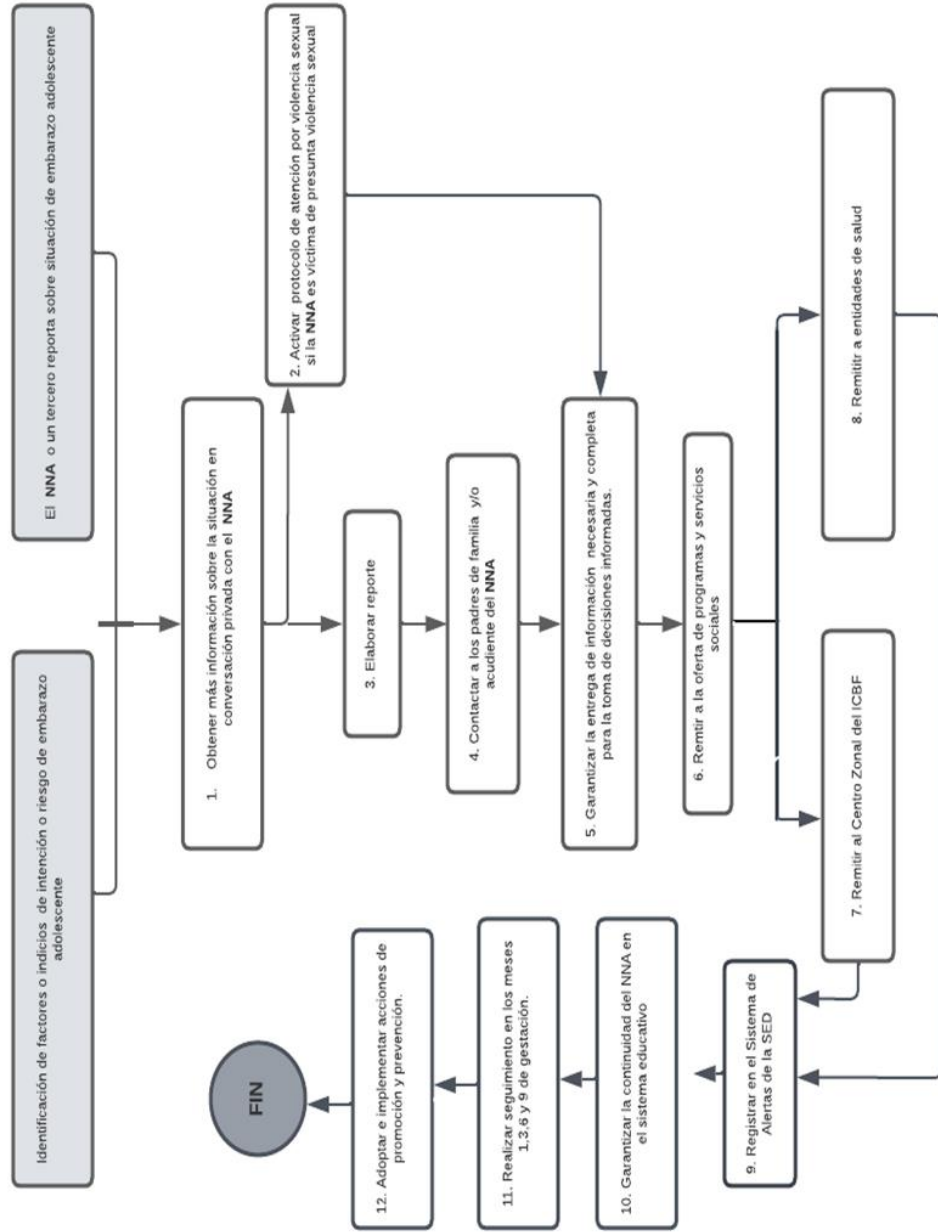 Identificación de factores o indicios de intención o riesgo de embarazo
adolescente
El NNA o un tercero reporta sobre situación de embarazo adolescente
1. Obtener más información sobre la situación en
conversación privada con el NNA
2. Activar protocolo de atención por violencia sexual
si la NNA es víctima de presunta violencia sexual
3. Elaborar reporte
4. Contactar a los padres de familia y/o
acudiente del NNA
5. Garantizar la entrega de información necesaria y completa
para la toma de decisiones informadas.
6. Remtir a la oferta de programas y servicios
sociales
7. Remitir al Centro Zonal del ICBF
8. Remititr a entidades de salud
9. Registrar en el Sistema de
Alertas de la SED
10. Garantizar la continuidad del NNA en
el sistema educativo
11. Realizar seguimiento en los meses
1,3,6 y 9 de gestación.
12. Adoptar e implementar acciones de
promoción y prevención.
FIN